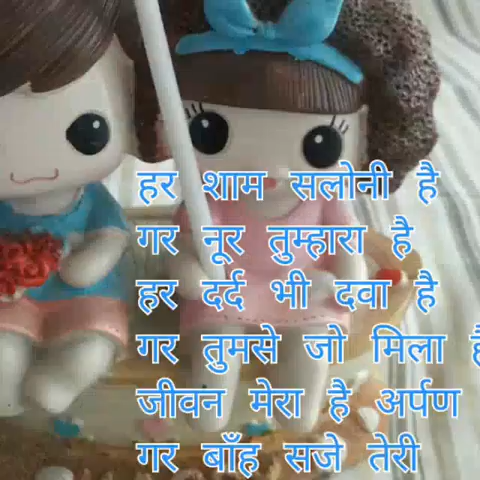 हर शाम सलोनी है
गर नूर तुम्हारा है
हर दर्द भी दवा है
गर तुमसे जो मिला है
जीवन मेरा है अर्पण
गर बाँह सजे तेरी